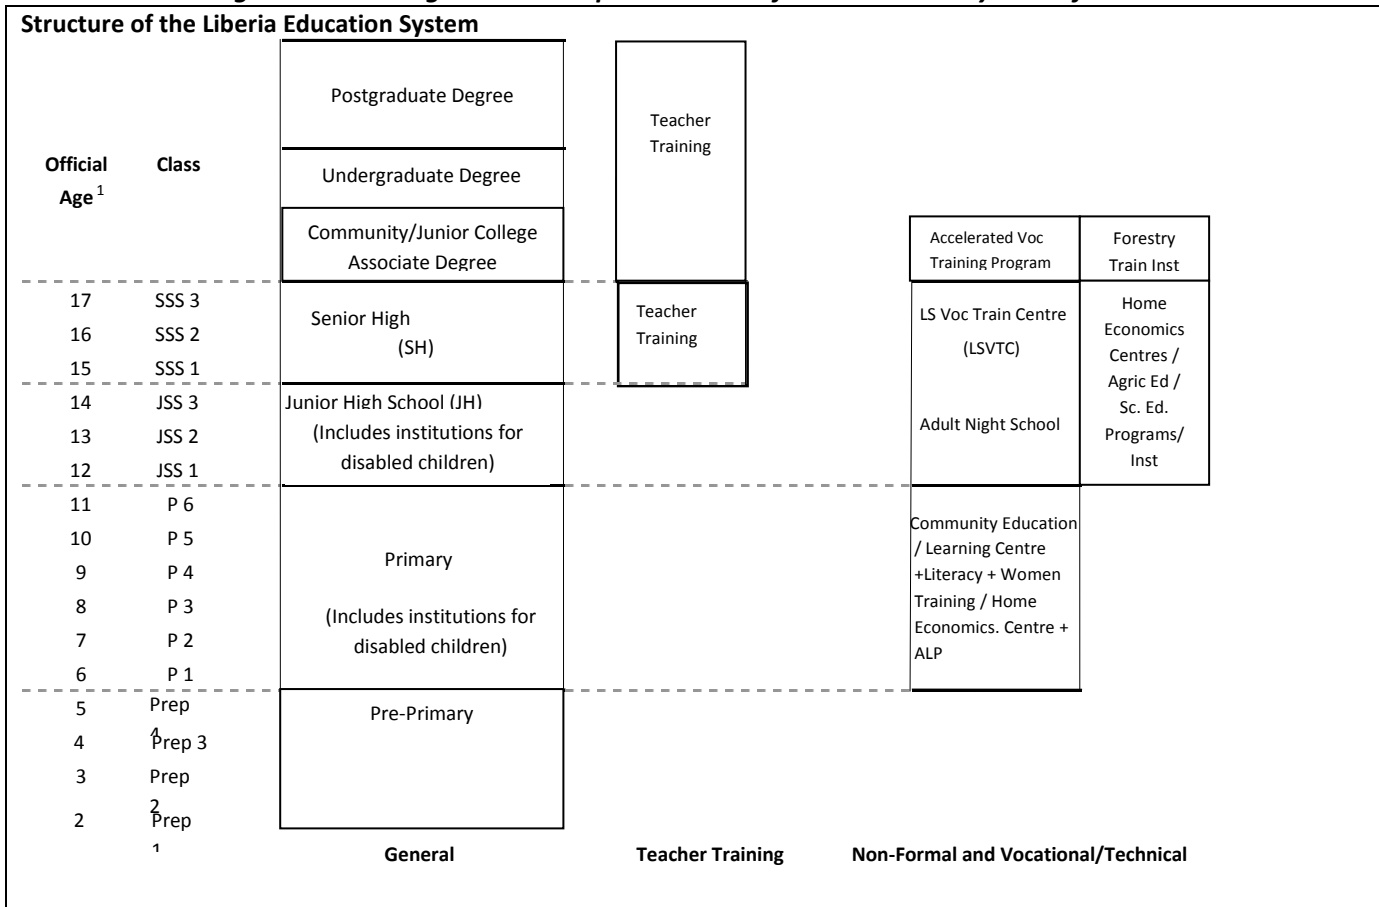 Structure of the Liberia Education System
Postgraduate Degree
Teacher
Training
Official
Age 1
Class
Undergraduate Degree
Community/Junior College
Associate Degree
Accelerated Voc
Training Program
Forestry
Train Inst
17 SSS 3
16 SSS 2
15 SSS 1
Senior High
(SH)
Teacher
Training
LS Voc Train Centre
(LSVTC)
Adult Night School
Home
Economics
Centres /
Agric Ed /
Sc. Ed.
Programs/
Inst
14 JSS 3
13 JSS 2
12 JSS 1
Junior High School (JH)
(Includes institutions for
disabled children)
11 P 6
10 P 5
9 P 4
8 P 3
7 P 2
6 P 1
Primary
(Includes institutions for
disabled children)
Community Education
/ Learning Centre
+Literacy + Women
Training / Home
Economics. Centre +
ALP
5 Prep
4
4 Prep 3
3 Prep
2
2 Prep
1
Pre-Primary
General
Teacher Training
Non-Formal and Vocational/Technical